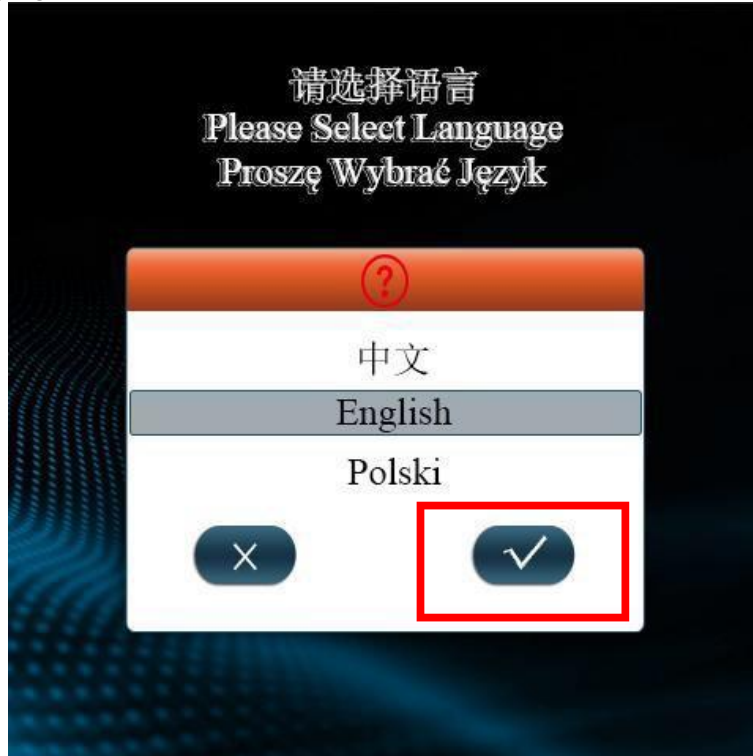 请选择语言
Please Select Language
Proszę Wybrać Język
?
中文
English
Polski